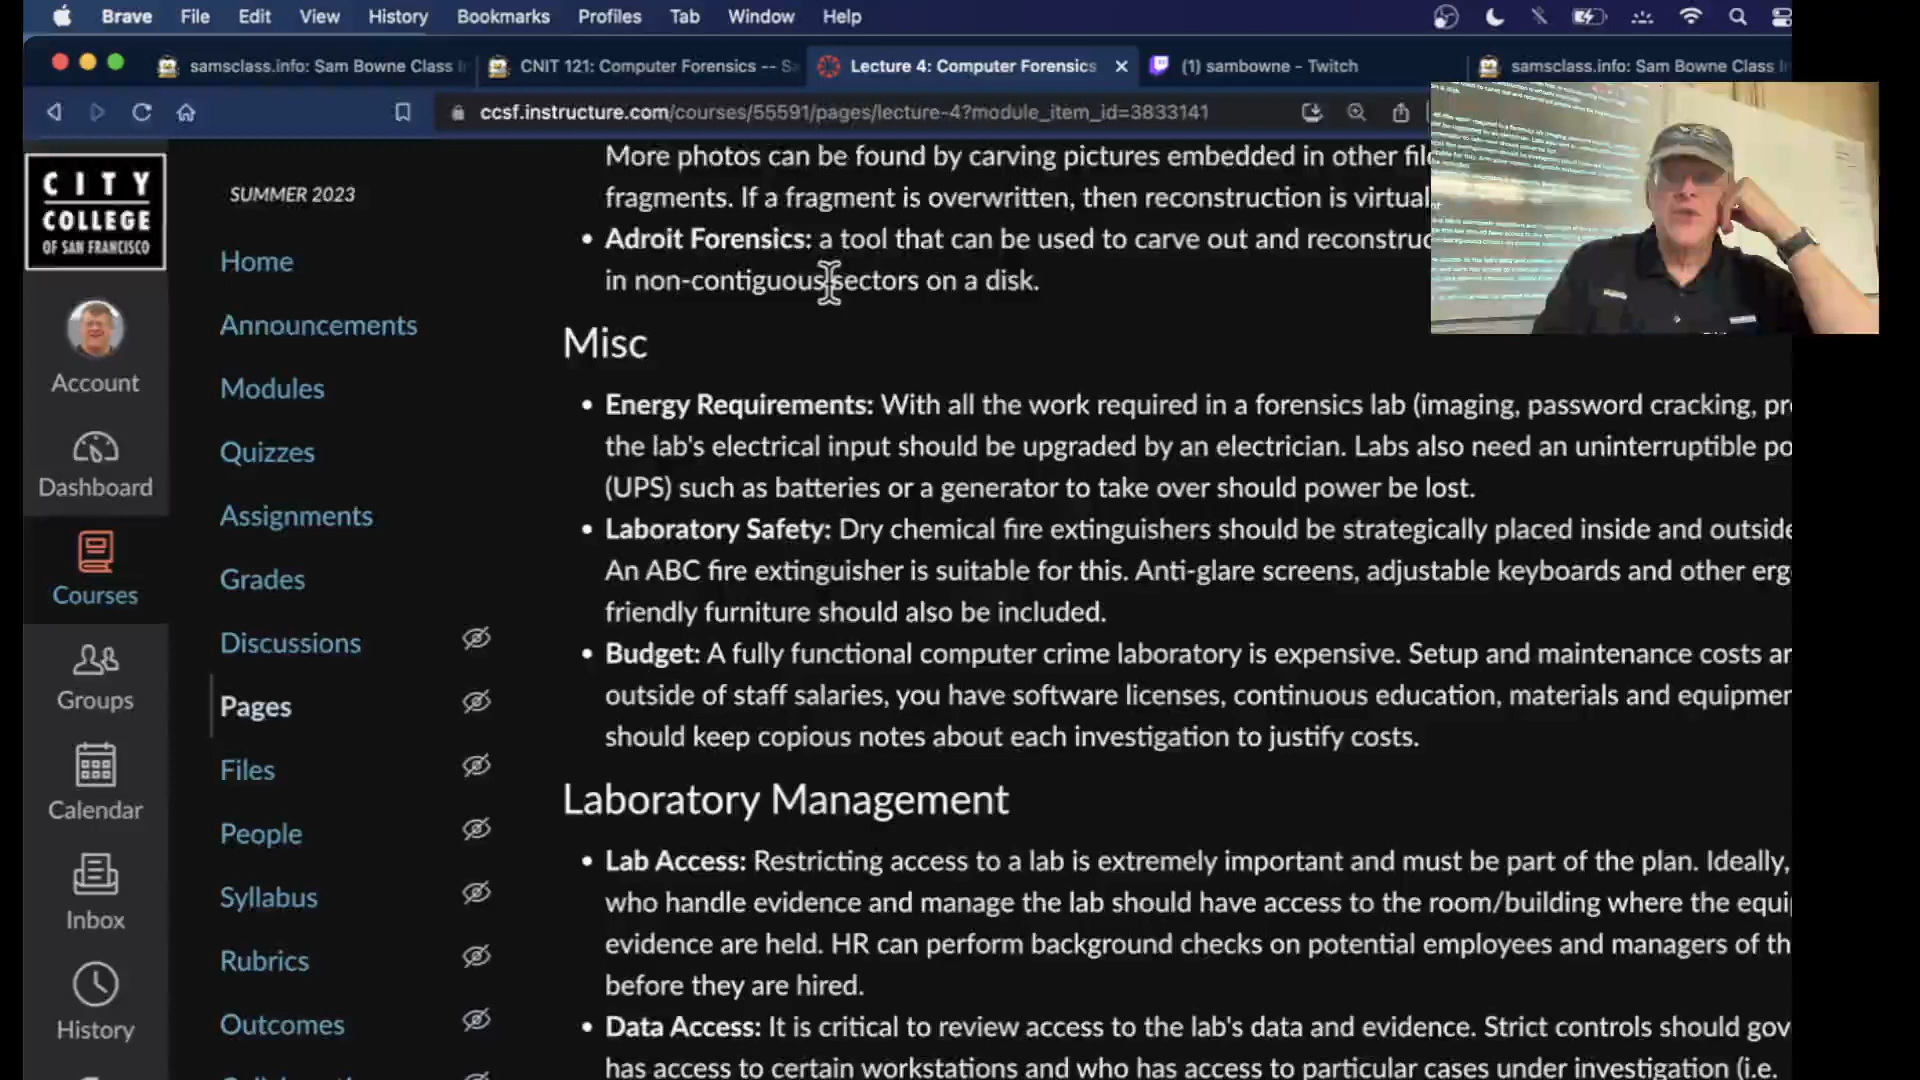 Brave File Edit View History Bookmarks Profiles Tab Window Help
samsclass.info: Sam Bowne Class I
CNIT 121: Computer Forensics -- S
Lecture 4: Computer Forensics
(1) sambowne - Twitch
samsclass.info: Sam Bowne Class In
ccsf.instructure.com/courses/55591/pages/lecture-4?module_item_id=3833141
CITY
COLLEGE
OF SAN FRANCISCO
Account
Dashboard
Courses
Groups
Calendar
Inbox
History
SUMMER 2023
Home
Announcements
Modules
Quizzes
Assignments
Grades
Discussions
Pages
Files
People
Syllabus
Rubrics
Outcomes
More photos can be found by carving pictures embedded in other fil
fragments. If a fragment is overwritten, then reconstruction is virtual
• Adroit Forensics: a tool that can be used to carve out and reconstruc
in non-contiguous sectors on a disk.
Misc
• Energy Requirements: With all the work required in a forensics lab (imaging, password cracking, pr
the lab's electrical input should be upgraded by an electrician. Labs also need an uninterruptible po
(UPS) such as batteries or a generator to take over should power be lost.
• Laboratory Safety: Dry chemical fire extinguishers should be strategically placed inside and outside
An ABC fire extinguisher is suitable for this. Anti-glare screens, adjustable keyboards and other erg
friendly furniture should also be included.
• Budget: A fully functional computer crime laboratory is expensive. Setup and maintenance costs ar
outside of staff salaries, you have software licenses, continuous education, materials and equipmen
should keep copious notes about each investigation to justify costs.
Laboratory Management
• Lab Access: Restricting access to a lab is extremely important and must be part of the plan. Ideally,
who handle evidence and manage the lab should have access to the room/building where the equi
evidence are held. HR can perform background checks on potential employees and managers of th
before they are hired.
• Data Access: It is critical to review access to the lab's data and evidence. Strict controls should gov
has access to certain workstations and who has access to particular cases under investigation (i.e.